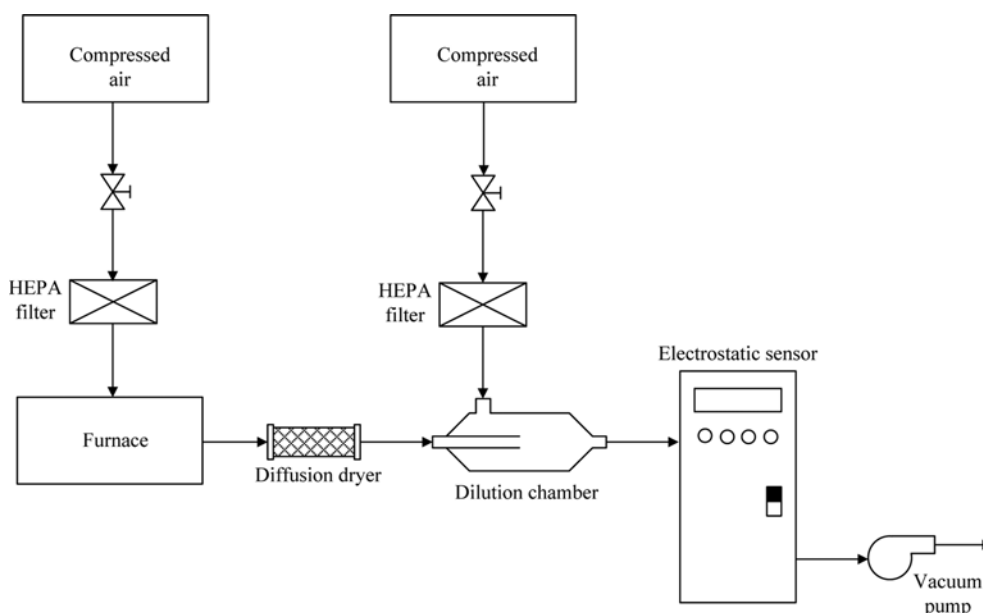 Compressed
air
Compressed
air
HEPA
filter
HEPA
filter
Electrostatic sensor
Furnace
Diffusion dryer
Dilution chamber
Vacuum
pump